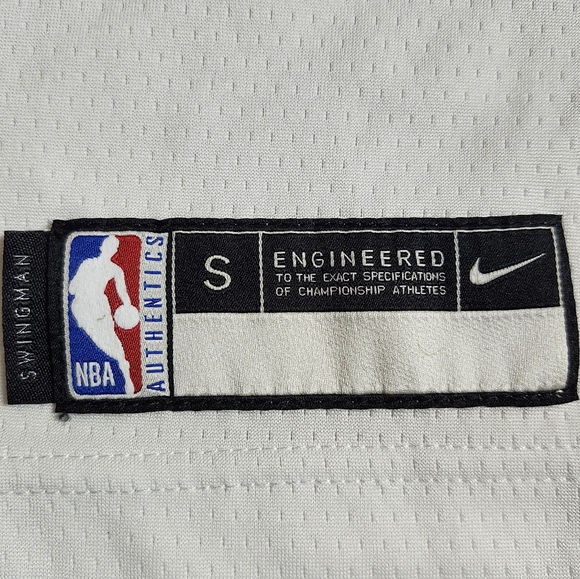 SWINGMAN
NBA
AUTHENTICS
S
ENGINEERED
TO THE EXACT SPECIFICATIONS
OF CHAMPIONSHIP ATHLETES